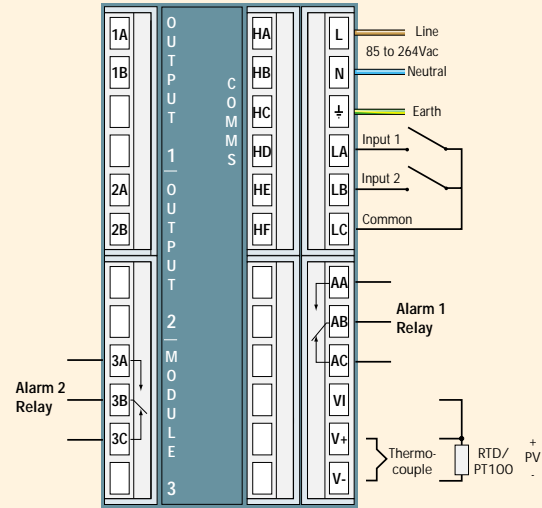 1A
1B
2A
2B
3A
3B
3C
Alarm 2
Relay
OUTPUT 1
OUTPUT 2
MODULE 3
COMMS
HA
HB
HC
HD
HE
HF
L
N
LA
LB
LC
AA
AB
AC
VI
V+
V-
Line
85 to 264Vac
Neutral
Earth
Input 1
Input 2
Common
Alarm 1
Relay
Thermo-
couple
RTD/
PT100
+
PV
-